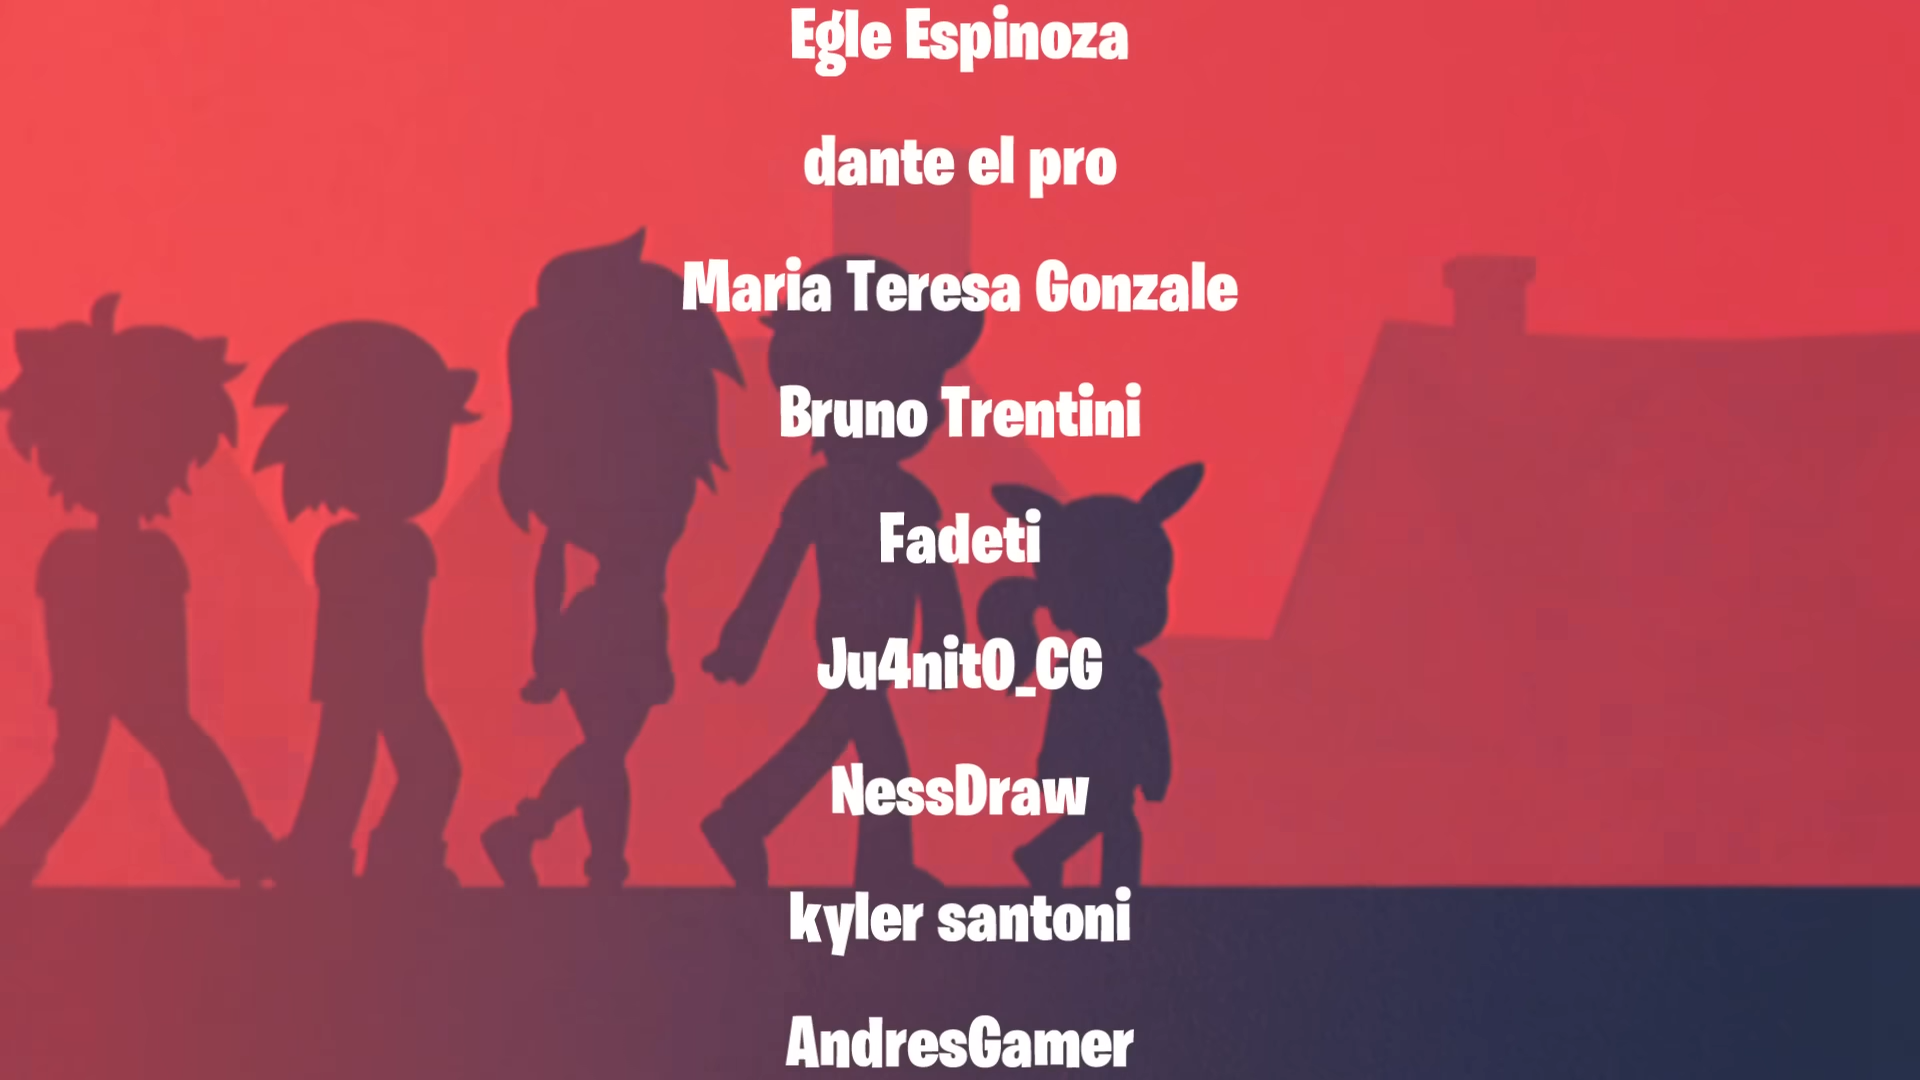 Egle Espinoza
dante el pro
Maria Teresa Gonzale
Bruno Trentini
Fadeti
Ju4nit0_CG
NessDraw
kyler santoni
AndresGamer